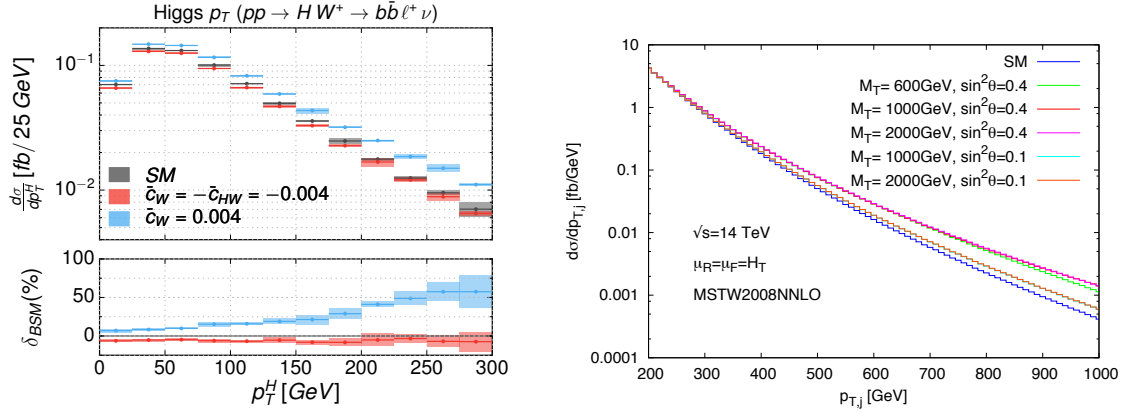 Higgs p_T (pp → H W⁺ → bb̄ ℓ⁺ ν)
dσ/dp_T^H [fb / 25 GeV]
10⁻¹
10⁻²
SM
c̄_W = −c̄_HW = −0.004
c̄_W = 0.004
δ_BSM(%)
100
75
50
25
0
0 50 100 150 200 250 300
p_T^H [GeV]
dσ/dp_T,j [fb/GeV]
10
1
0.1
0.01
0.001
0.0001
SM
M_T= 600GeV, sin²θ=0.4
M_T= 1000GeV, sin²θ=0.4
M_T= 2000GeV, sin²θ=0.4
M_T= 1000GeV, sin²θ=0.1
M_T= 2000GeV, sin²θ=0.1
√s=14 TeV
μ_R=μ_F=H_T
MSTW2008NNLO
200 300 400 500 600 700 800 900 1000
p_T,j [GeV]